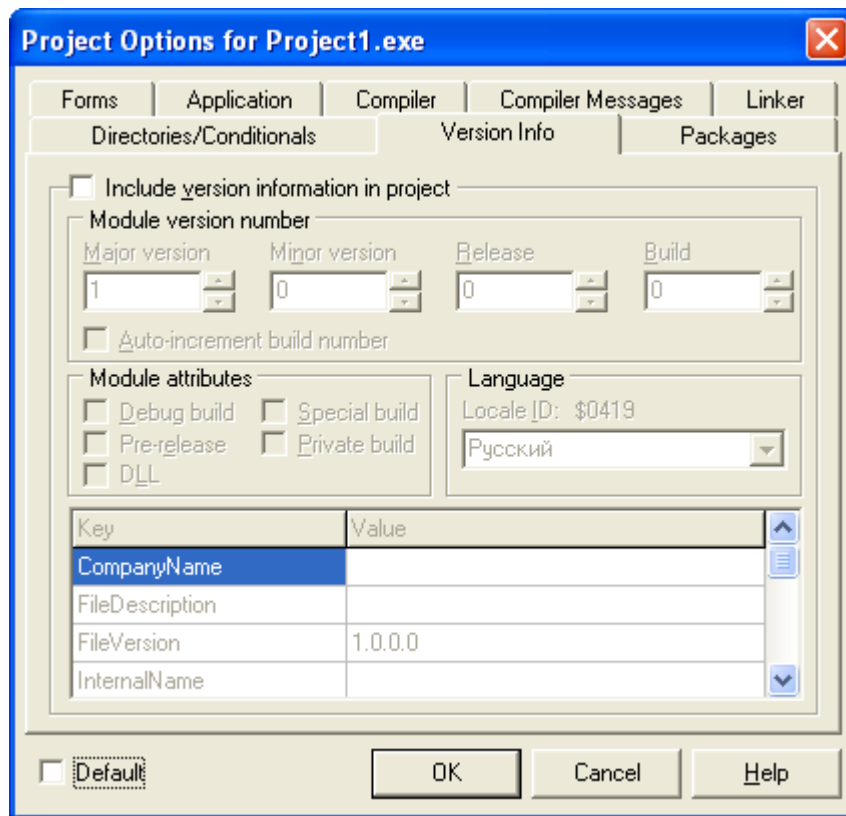 Project Options for Project1.exe
Forms Application Compiler Compiler Messages Linker
Directories/Conditionals Version Info Packages
Include version information in project
Module version number
Major version Minor version Release Build
1 0 0 0
Auto-increment build number
Module attributes Language
Debug build Special build Locale ID: $0419
Pre-release Private build Русский
DLL
Key Value
CompanyName
FileDescription
FileVersion 1.0.0.0
InternalName
Default OK Cancel Help